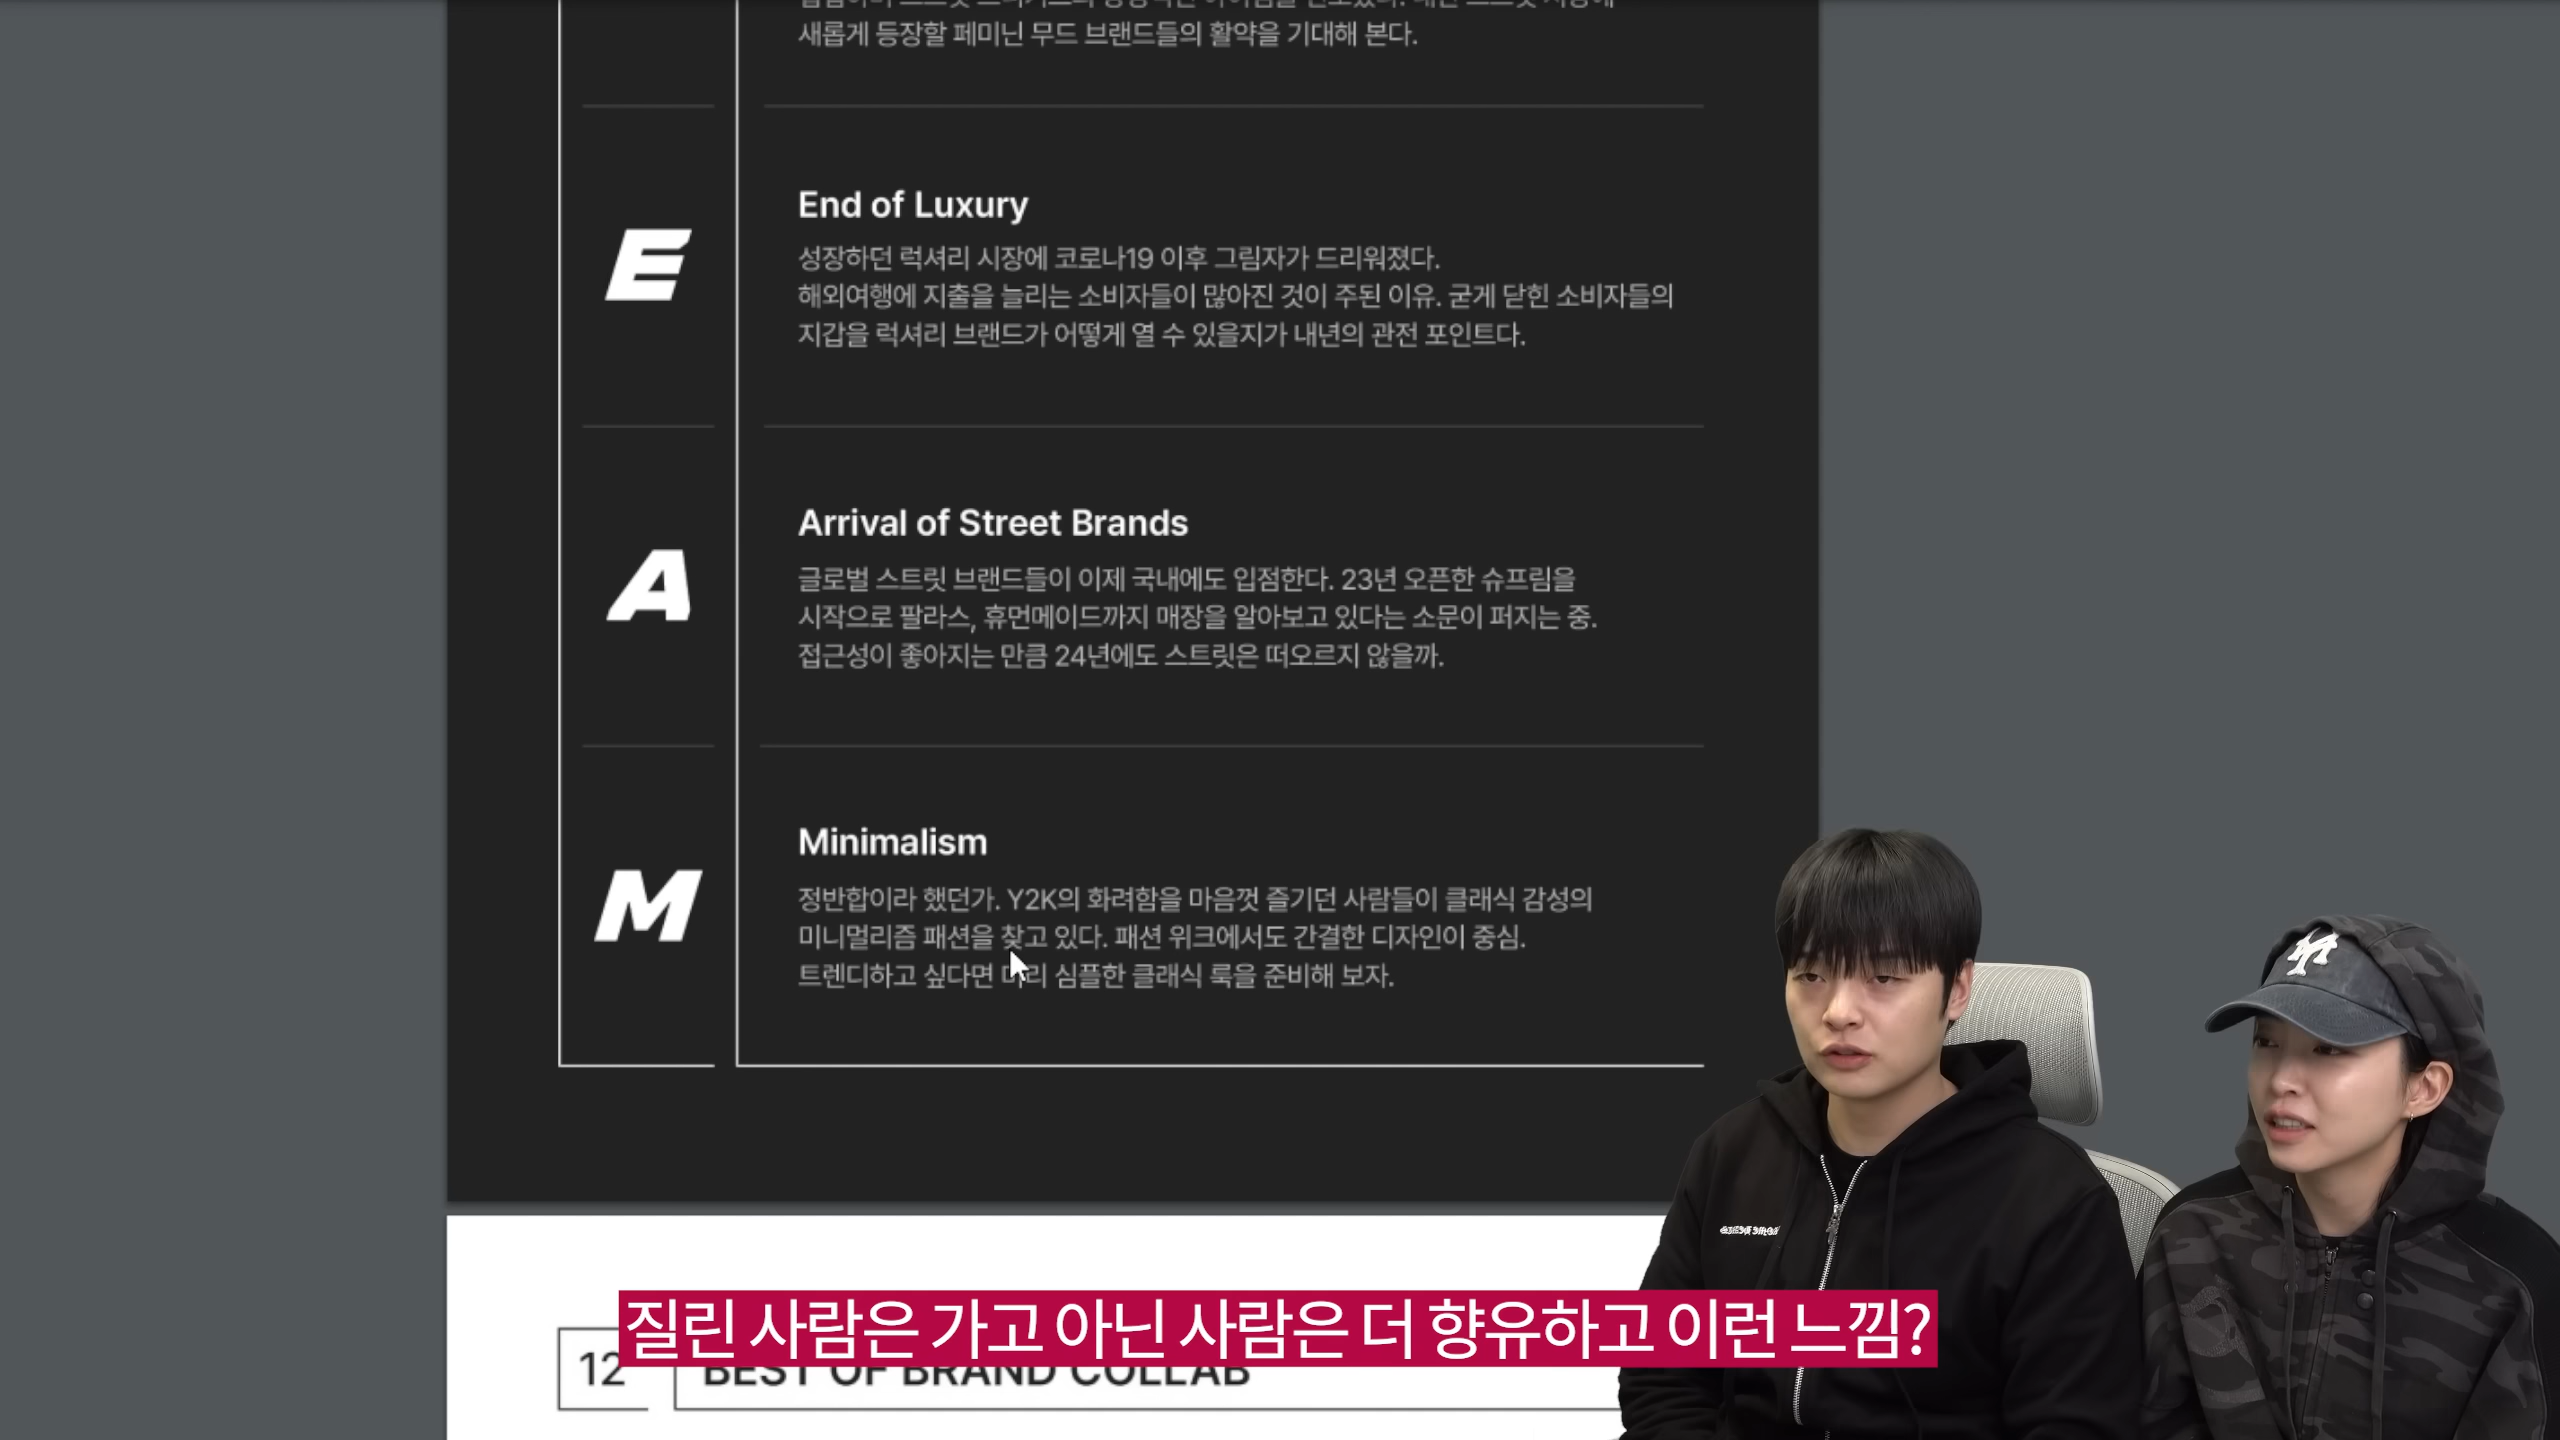 새롭게 등장할 페미닌 무드 브랜드들의 활약을 기대해 본다.
E
End of Luxury
성장하던 럭셔리 시장에 코로나19 이후 그림자가 드리워졌다.
해외여행에 지출을 늘리는 소비자들이 많아진 것이 주된 이유. 굳게 닫힌 소비자들의
지갑을 럭셔리 브랜드가 어떻게 열 수 있을지가 내년의 관전 포인트다.
A
Arrival of Street Brands
글로벌 스트릿 브랜드들이 이제 국내에도 입점한다. 23년 오픈한 슈프림을
시작으로 팔라스, 휴먼메이드까지 매장을 알아보고 있다는 소문이 퍼지는 중.
접근성이 좋아지는 만큼 24년에도 스트릿은 떠오르지 않을까.
M
Minimalism
정반합이라 했던가. Y2K의 화려함을 마음껏 즐기던 사람들이 클래식 감성의
미니멀리즘 패션을 찾고 있다. 패션 위크에서도 간결한 디자인이 중심.
트렌디하고 싶다면 미리 심플한 클래식 룩을 준비해 보자.
질린 사람은 가고 아닌 사람은 더 향유하고 이런 느낌?
12 BEST OF BRAND COLLAB